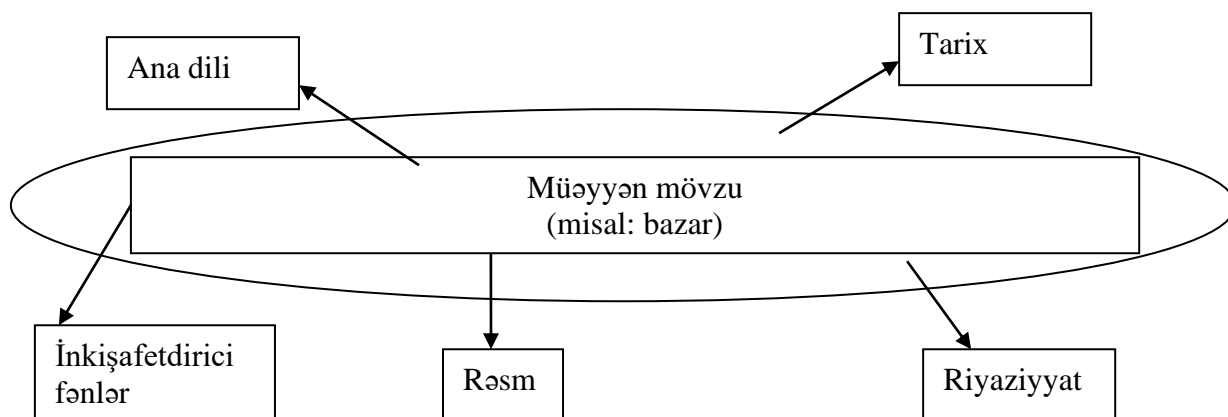 Tarix
Ana dili
Müəyyən mövzu
(misal: bazar)
İnkişafetdirici
fənlər
Rəsm
Riyaziyyat